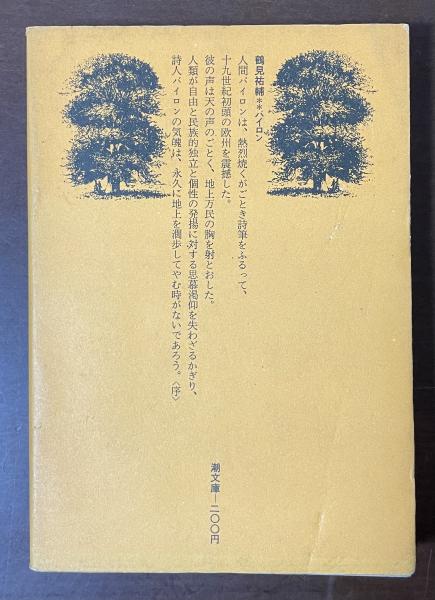 鶴見祐輔＊＊バイロン
人間バイロンは、熱烈焼くがごとき詩筆をふるって、
十九世紀初頭の欧州を震撼した。
彼の声は天の声のごとく、地上万民の胸を射とおした。
人類が自由と民族的独立と個性の発揚に対する思慕渇仰を失わざるかぎり、
詩人バイロンの気魄は、永久に地上を濶歩してやむ時がないであろう。〈序〉
潮文庫―二〇〇円